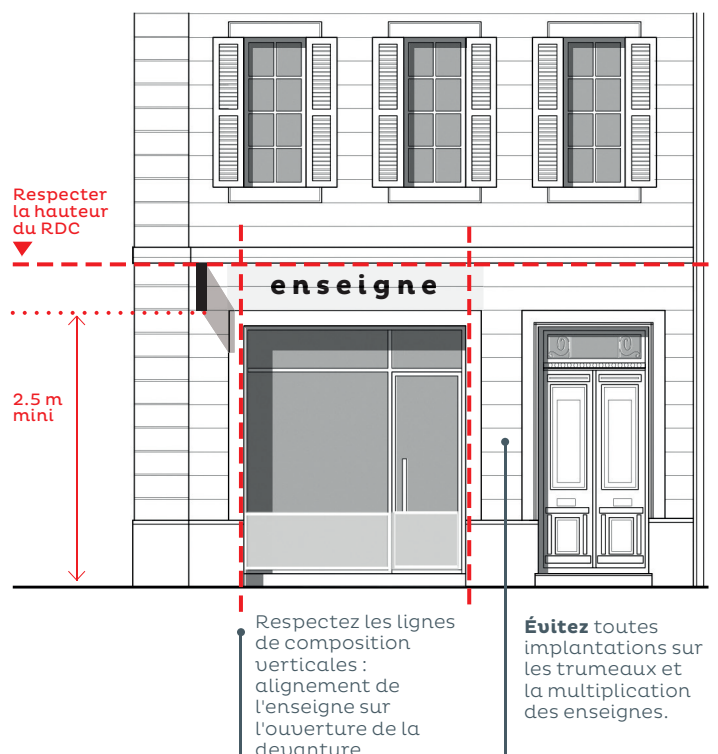 Respecter
la hauteur
du RDC
enseigne
2.5 m
mini
Respectez les lignes
de composition
verticales :
alignement de
l'enseigne sur
l'ouverture de la
devanture
Évitez toutes
implantations sur
les trumeaux et
la multiplication
des enseignes.